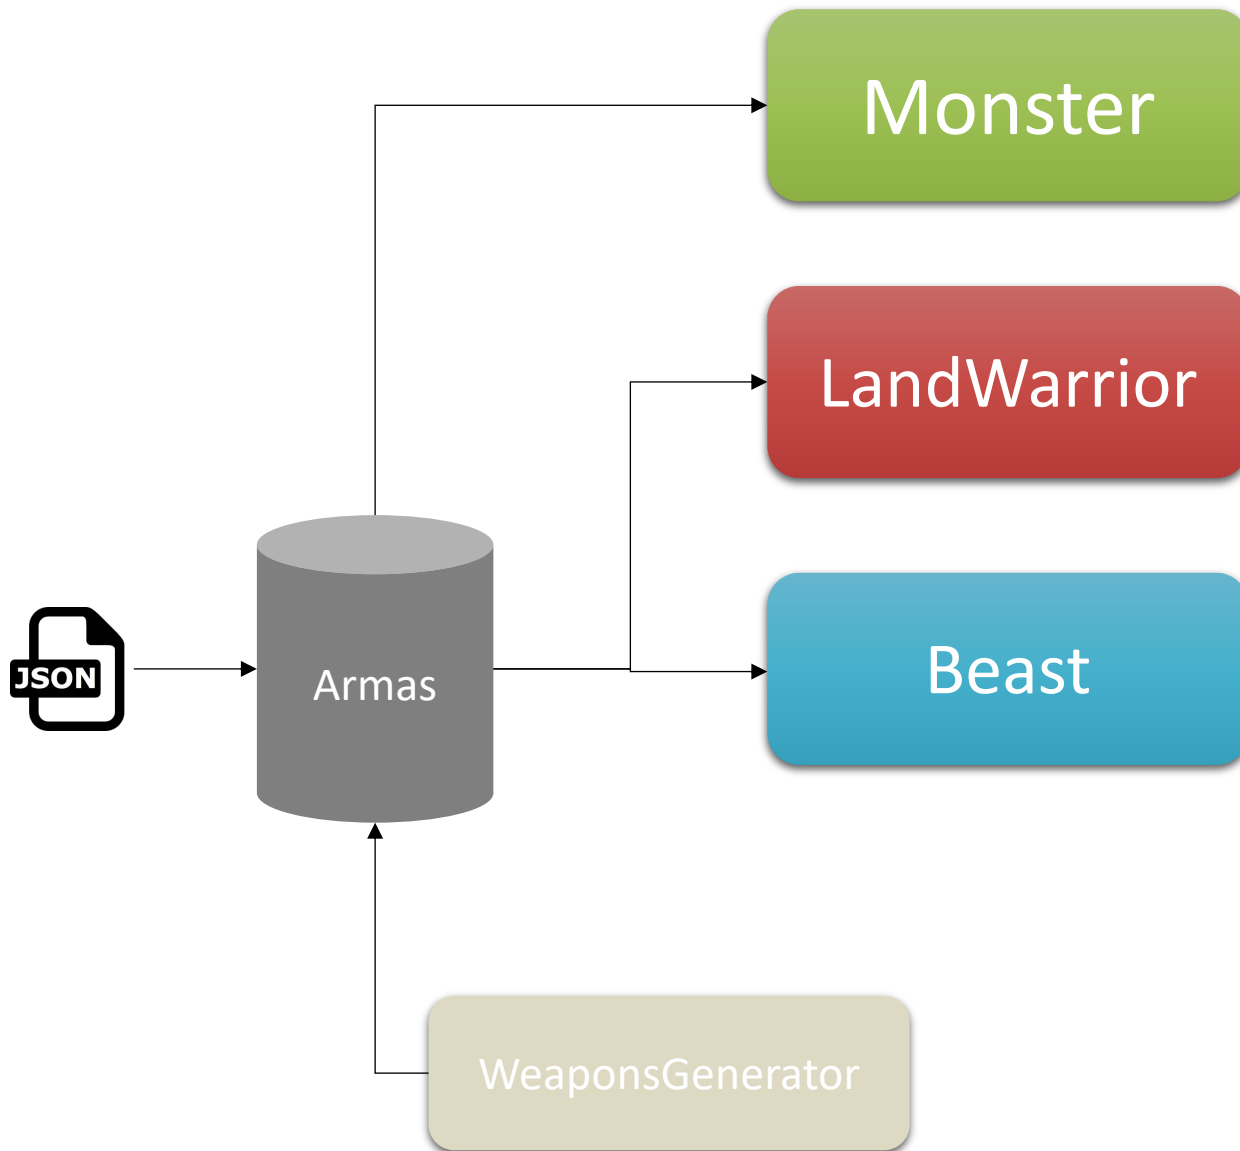 Monster
LandWarrior
JSON
Armas
Beast
WeaponsGenerator